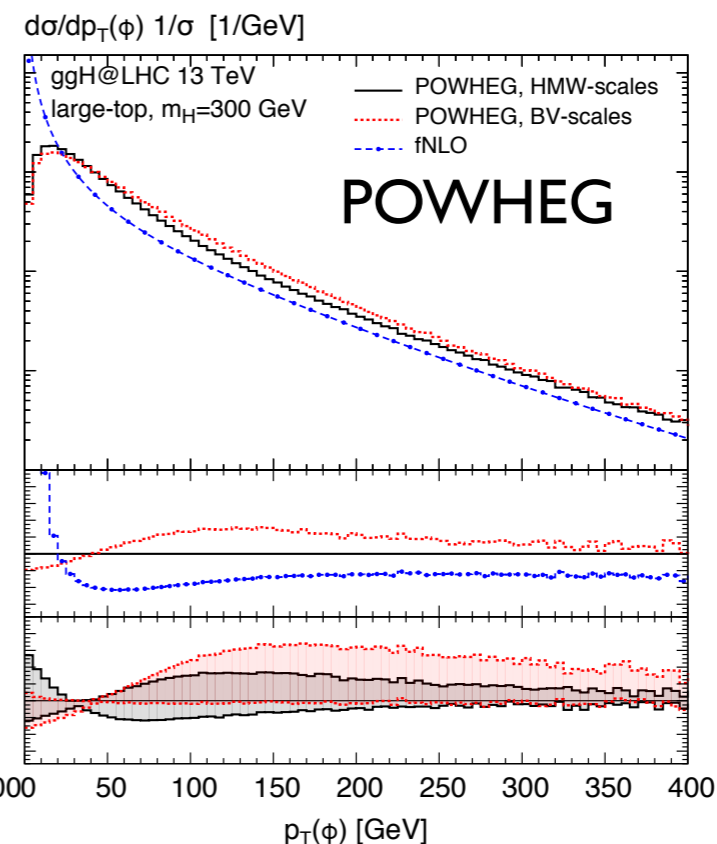 dσ/dp_T(ϕ) 1/σ [1/GeV]
ggH@LHC 13 TeV
large-top, m_H=300 GeV
POWHEG, HMW-scales
POWHEG, BV-scales
fNLO
POWHEG
000 50 100 150 200 250 300 350 400
p_T(ϕ) [GeV]